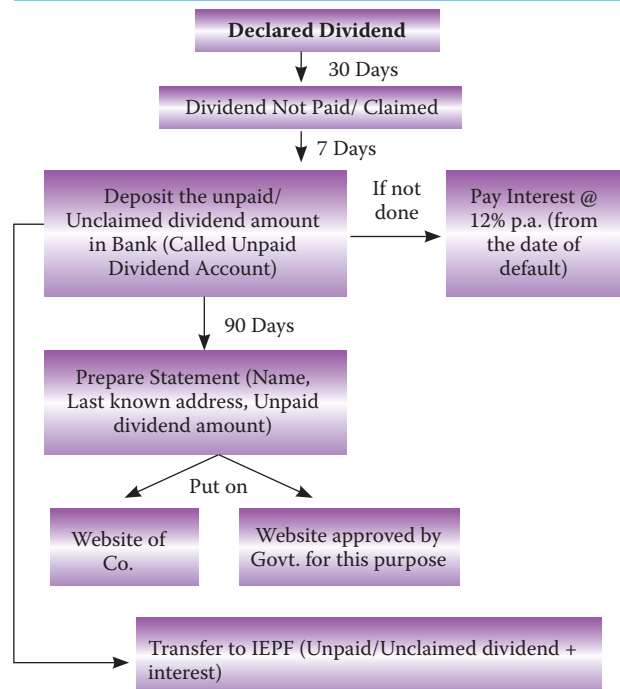 Declared Dividend
30 Days
Dividend Not Paid/ Claimed
7 Days
Deposit the unpaid/
Unclaimed dividend amount
in Bank (Called Unpaid
Dividend Account)
If not
done
Pay Interest @
12% p.a. (from
the date of
default)
90 Days
Prepare Statement (Name,
Last known address, Unpaid
dividend amount)
Put on
Website of
Co.
Website approved by
Govt. for this purpose
Transfer to IEPF (Unpaid/Unclaimed dividend +
interest)